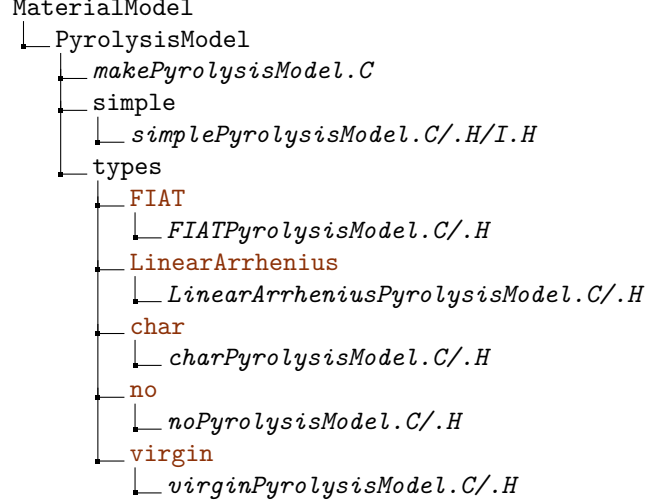 MaterialModel
PyrolysisModel
makePyrolysisModel.C
simple
simplePyrolysisModel.C/.H/I.H
types
FIAT
FIATPyrolysisModel.C/.H
LinearArrhenius
LinearArrheniusPyrolysisModel.C/.H
char
charPyrolysisModel.C/.H
no
noPyrolysisModel.C/.H
virgin
virginPyrolysisModel.C/.H